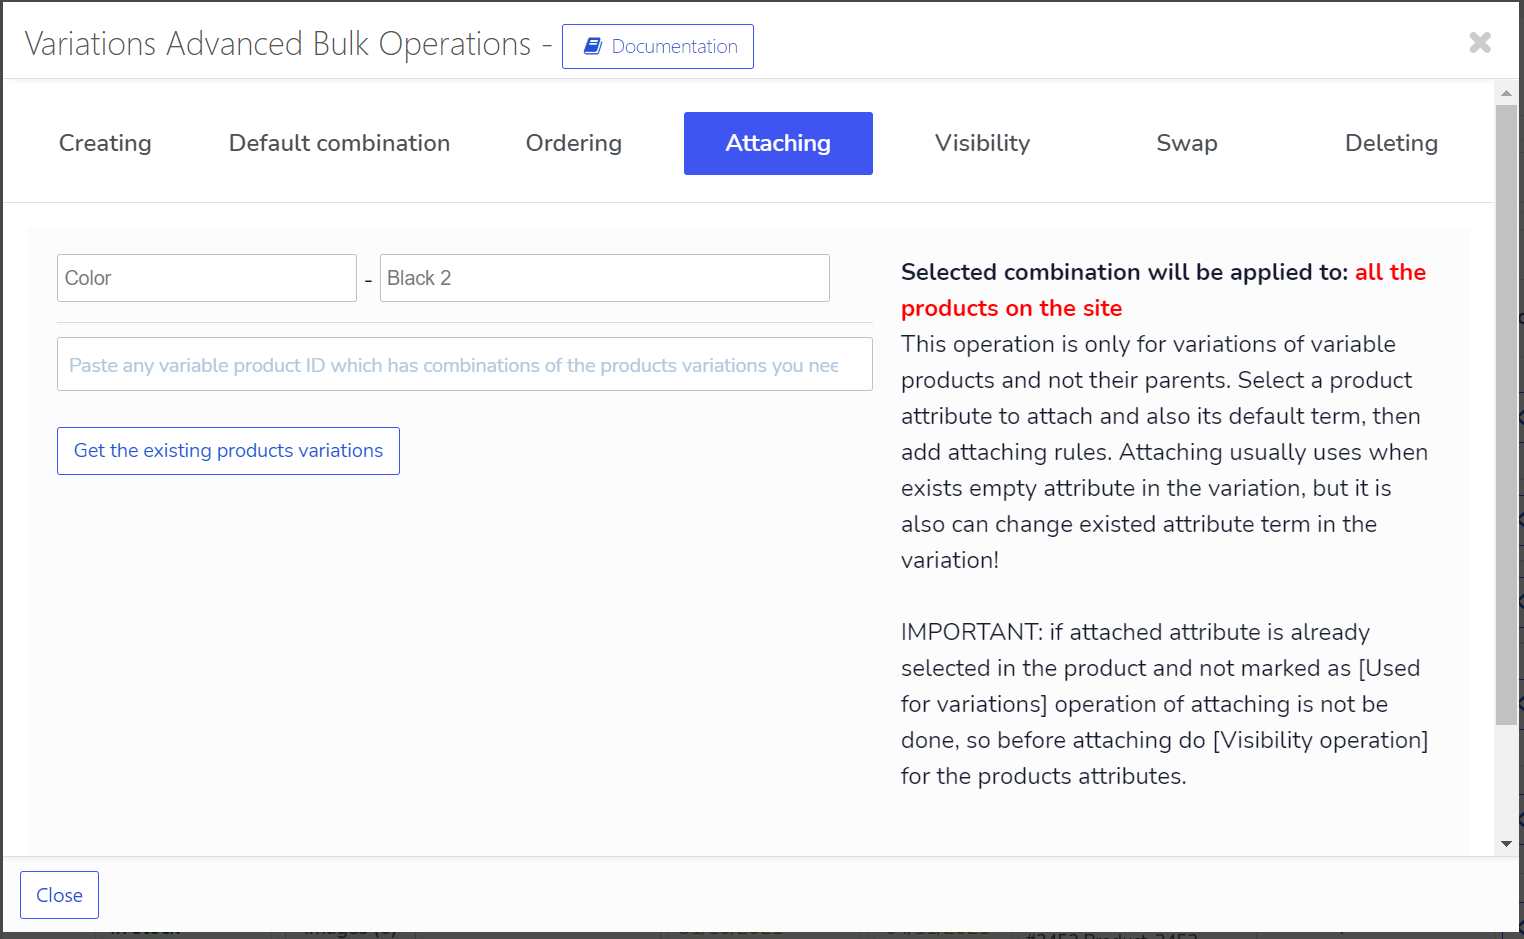 Variations Advanced Bulk Operations - Documentation
Creating Default combination Ordering Attaching Visibility Swap Deleting
Color - Black 2
Paste any variable product ID which has combinations of the products variations you nee
Get the existing products variations
Selected combination will be applied to: all the
products on the site
This operation is only for variations of variable
products and not their parents. Select a product
attribute to attach and also its default term, then
add attaching rules. Attaching usually uses when
exists empty attribute in the variation, but it is
also can change existed attribute term in the
variation!
IMPORTANT: if attached attribute is already
selected in the product and not marked as [Used
for variations] operation of attaching is not be
done, so before attaching do [Visibility operation]
for the products attributes.
Close